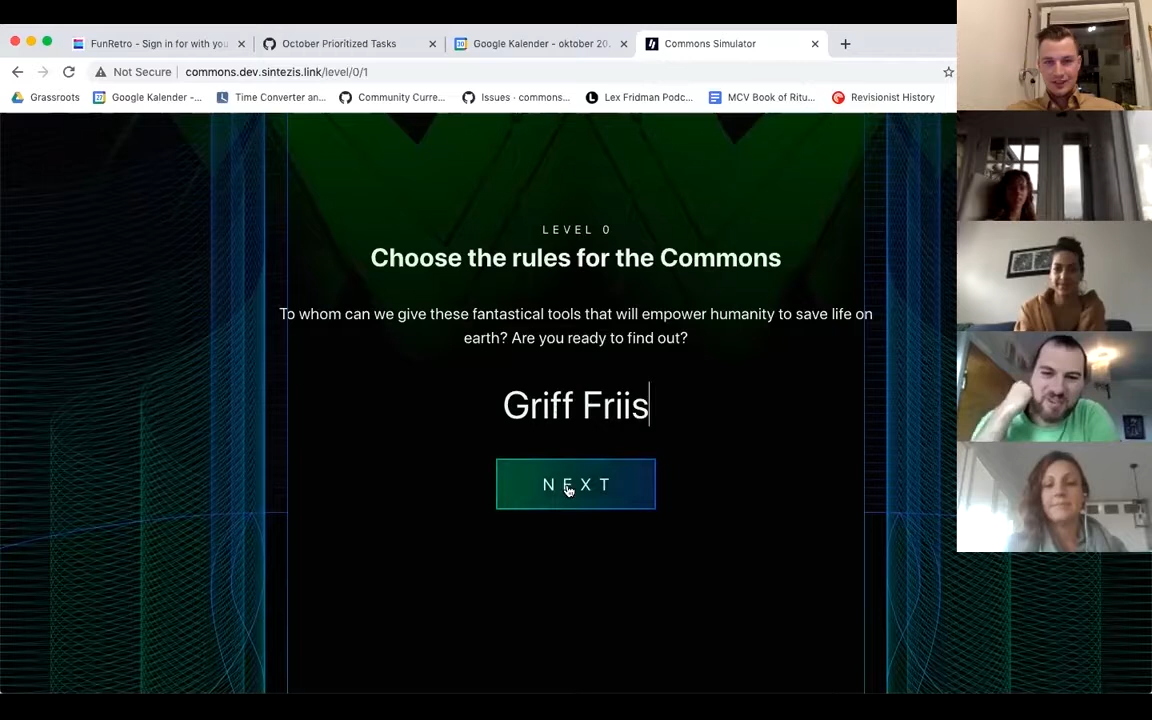 FunRetro - Sign in for with you
October Prioritized Tasks
Google Kalender - oktober 20.
Commons Simulator
Not Secure
commons.dev.sintezis.link/level/0/1
Grassroots
Google Kalender -...
Time Converter an...
Community Curre...
Issues · commons...
Lex Fridman Podc...
MCV Book of Ritu...
Revisionist History
LEVEL 0
Choose the rules for the Commons
To whom can we give these fantastical tools that will empower humanity to save life on
earth? Are you ready to find out?
Griff Friis
NEXT